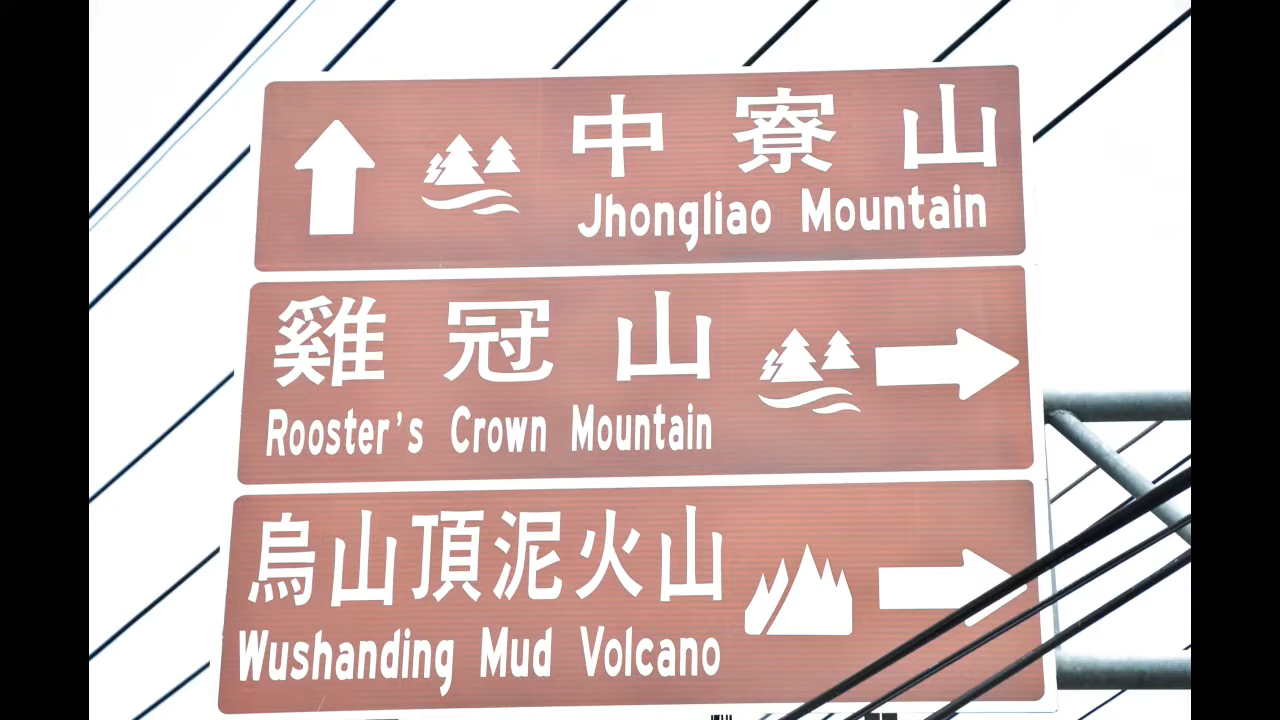 中寮山
Jhongliao Mountain
雞冠山
Rooster's Crown Mountain
烏山頂泥火山
Wushanding Mud Volcano